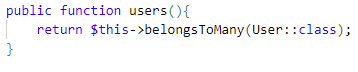 public function users(){
    return $this->belongsToMany(User::class);
}